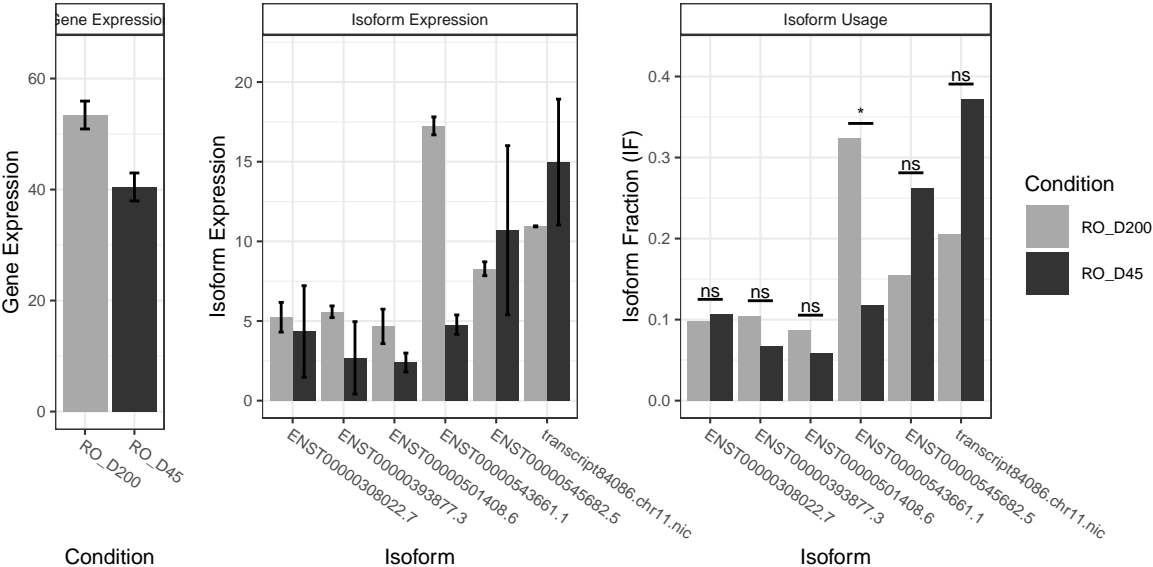 Gene Expression
Isoform Expression
Isoform Usage
Gene Expression
60
40
20
0
RO_D200
RO_D45
Condition
Isoform Expression
20
15
10
5
0
ENST00000308022.7
ENST00000393877.3
ENST00000501408.6
ENST00000543661.1
ENST00000545682.5
transcript84086.chr11.nic
Isoform
Isoform Fraction (IF)
0.4
0.3
0.2
0.1
0.0
ns
ns
ns
*
ns
ns
ENST00000308022.7
ENST00000393877.3
ENST00000501408.6
ENST00000543661.1
ENST00000545682.5
transcript84086.chr11.nic
Isoform
Condition
RO_D200
RO_D45